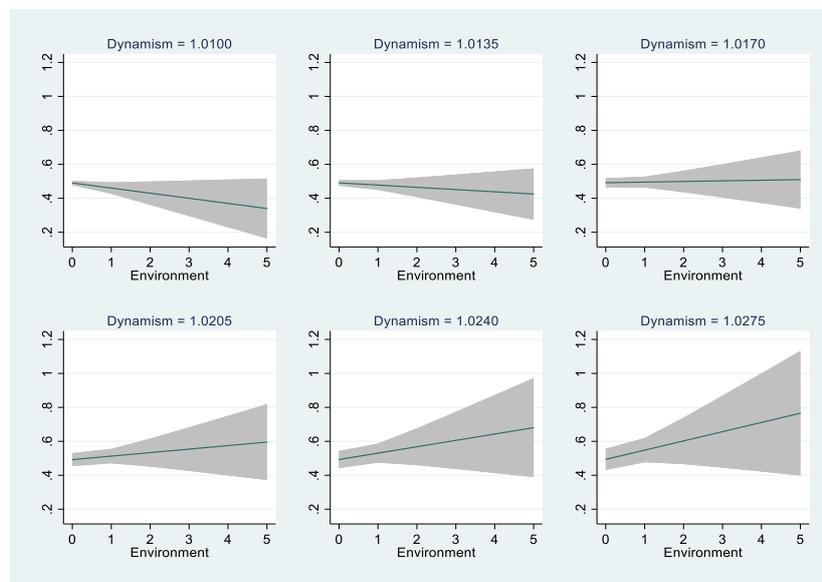 Dynamism = 1.0100 Dynamism = 1.0135 Dynamism = 1.0170
1.2 1.2 1.2
1 1 1
.8 .8 .8
.6 .6 .6
.4 .4 .4
.2 .2 .2
0 1 2 3 4 5 0 1 2 3 4 5 0 1 2 3 4 5
Environment Environment Environment
Dynamism = 1.0205 Dynamism = 1.0240 Dynamism = 1.0275
1.2 1.2 1.2
1 1 1
.8 .8 .8
.6 .6 .6
.4 .4 .4
.2 .2 .2
0 1 2 3 4 5 0 1 2 3 4 5 0 1 2 3 4 5
Environment Environment Environment